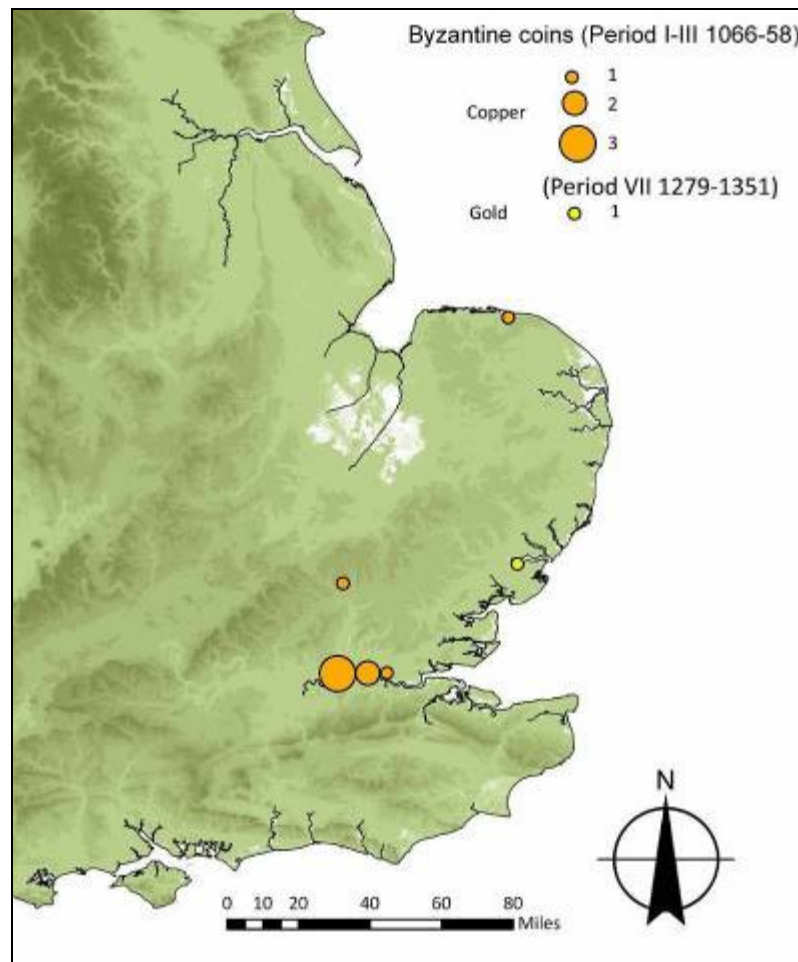 Byzantine coins (Period I-III 1066-58)
1
Copper 2
3
(Period VII 1279-1351)
Gold 1
N
0 10 20 40 60 80
Miles